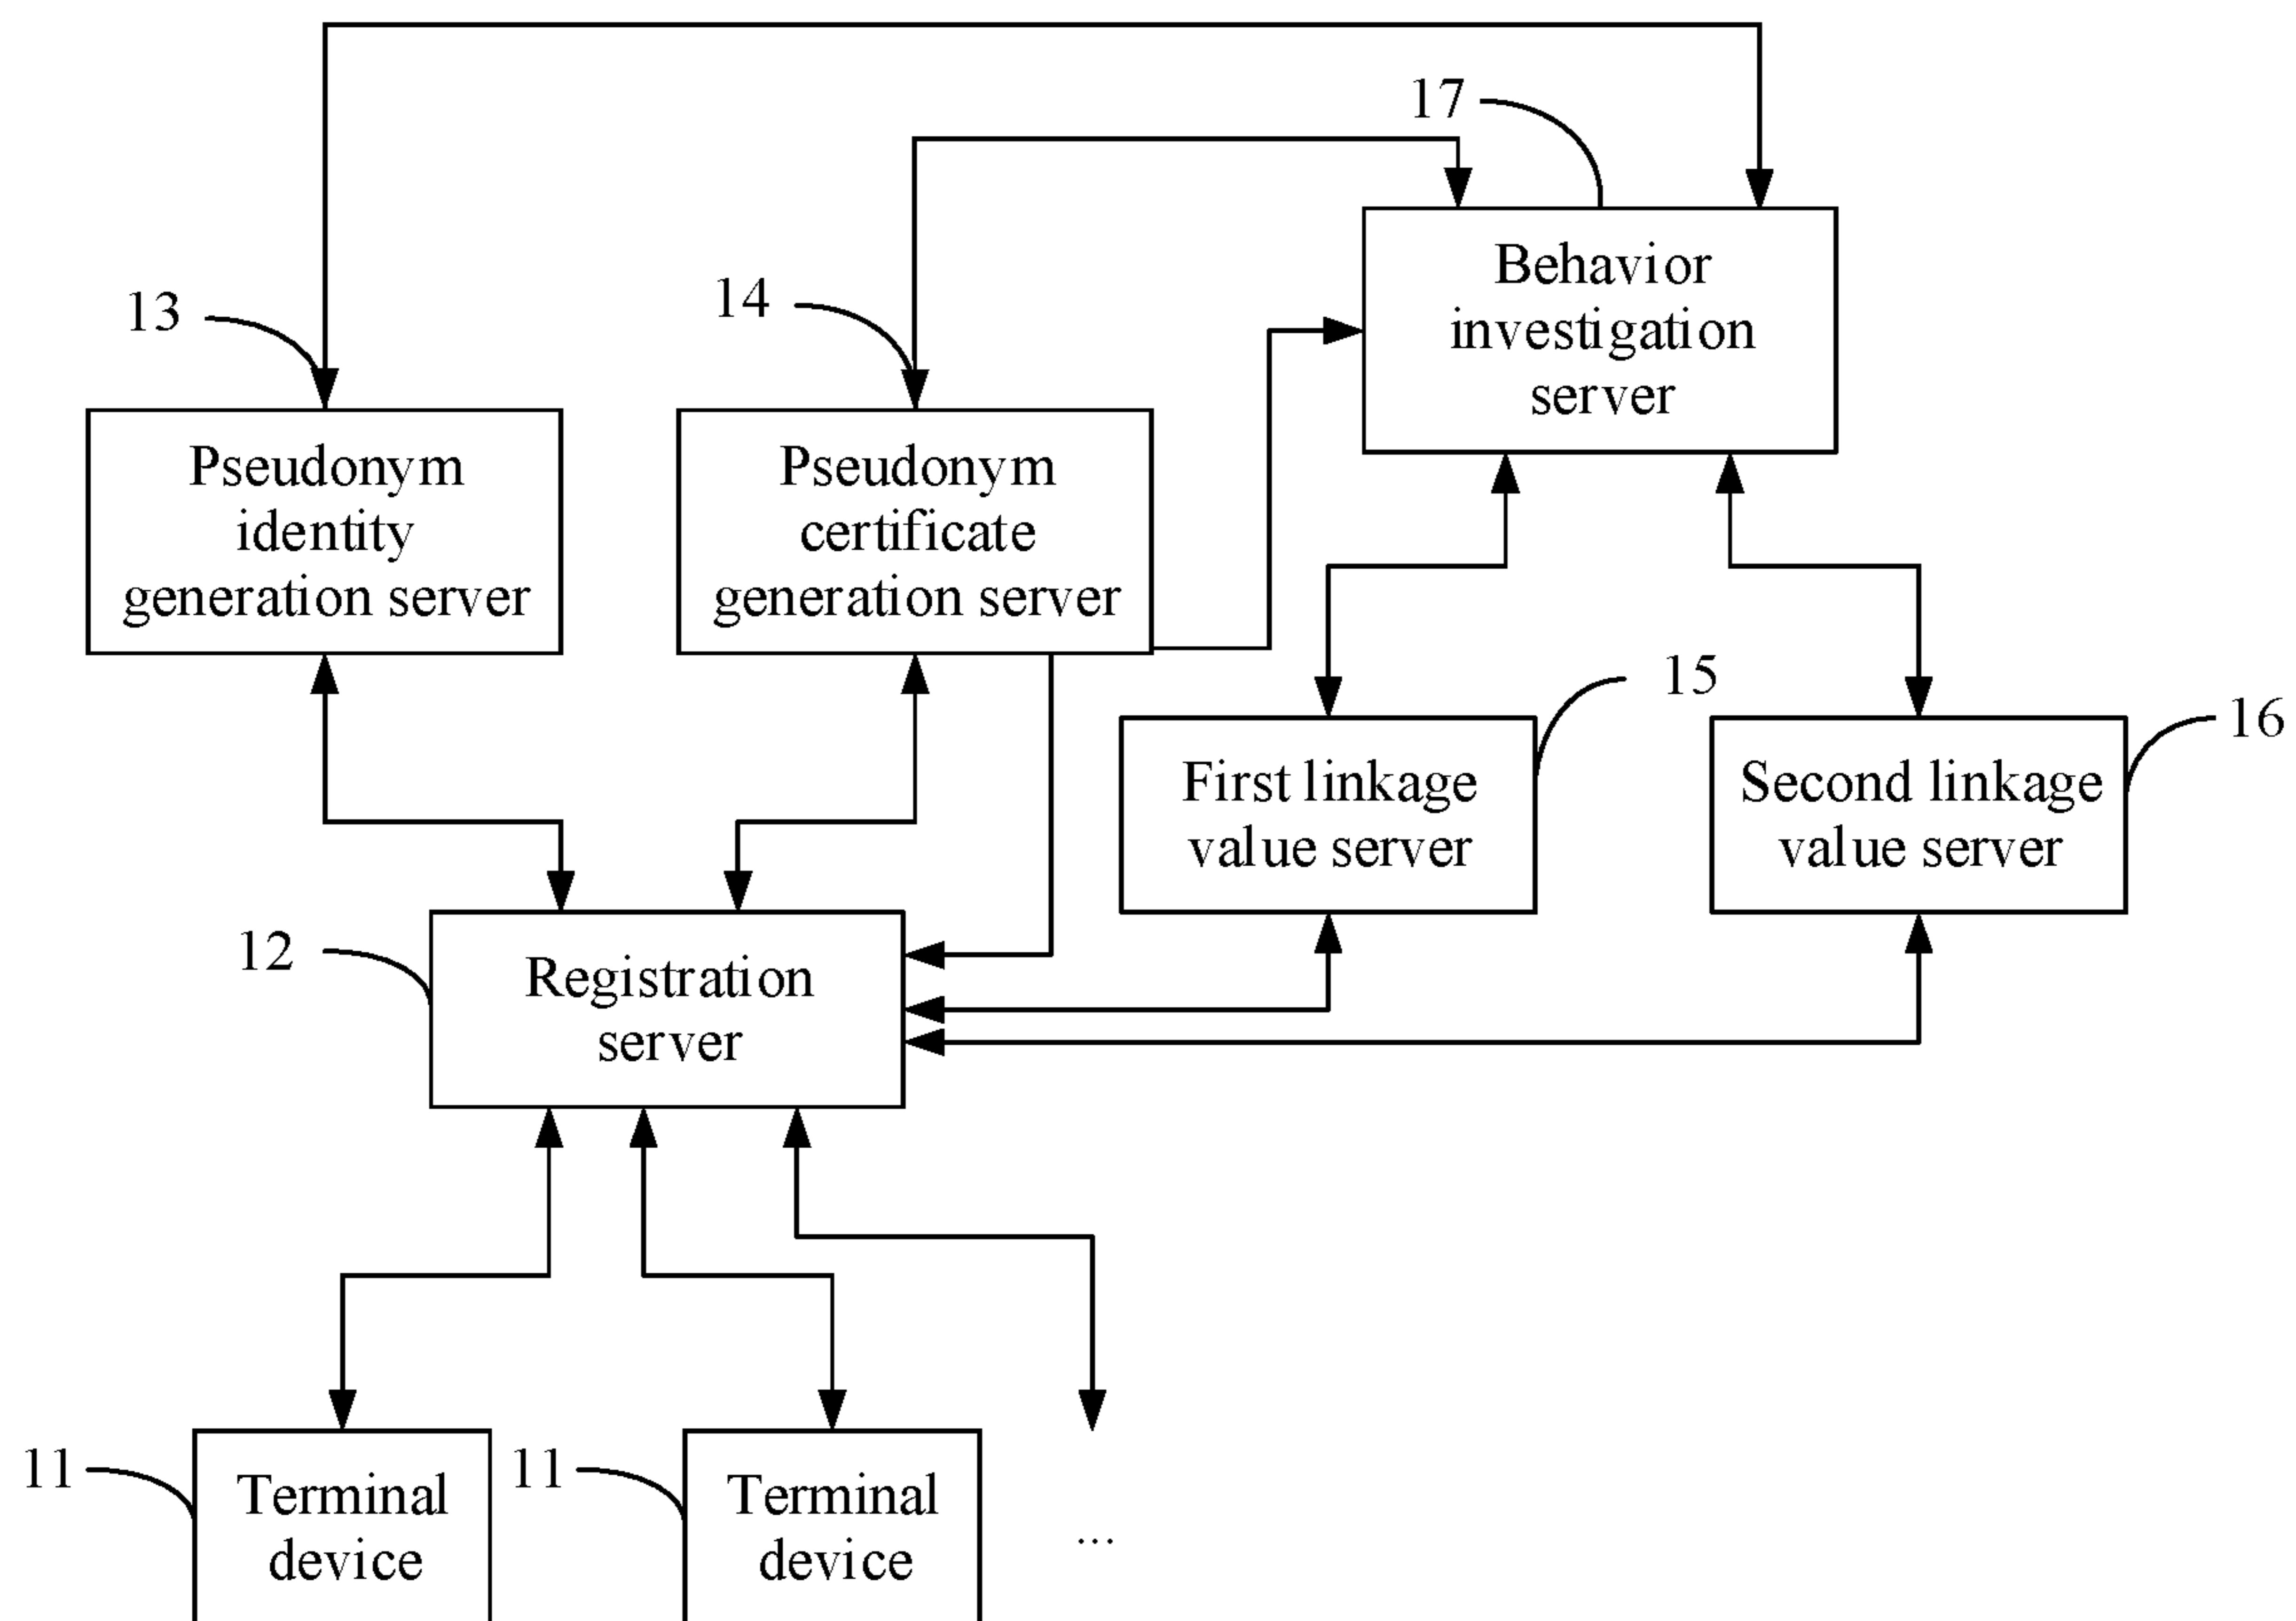 17
13
14
Behavior
investigation
server
Pseudonym
identity
generation server
Pseudonym
certificate
generation server
15
16
First linkage
value server
Second linkage
value server
12
Registration
server
11
Terminal
device
11
Terminal
device
...